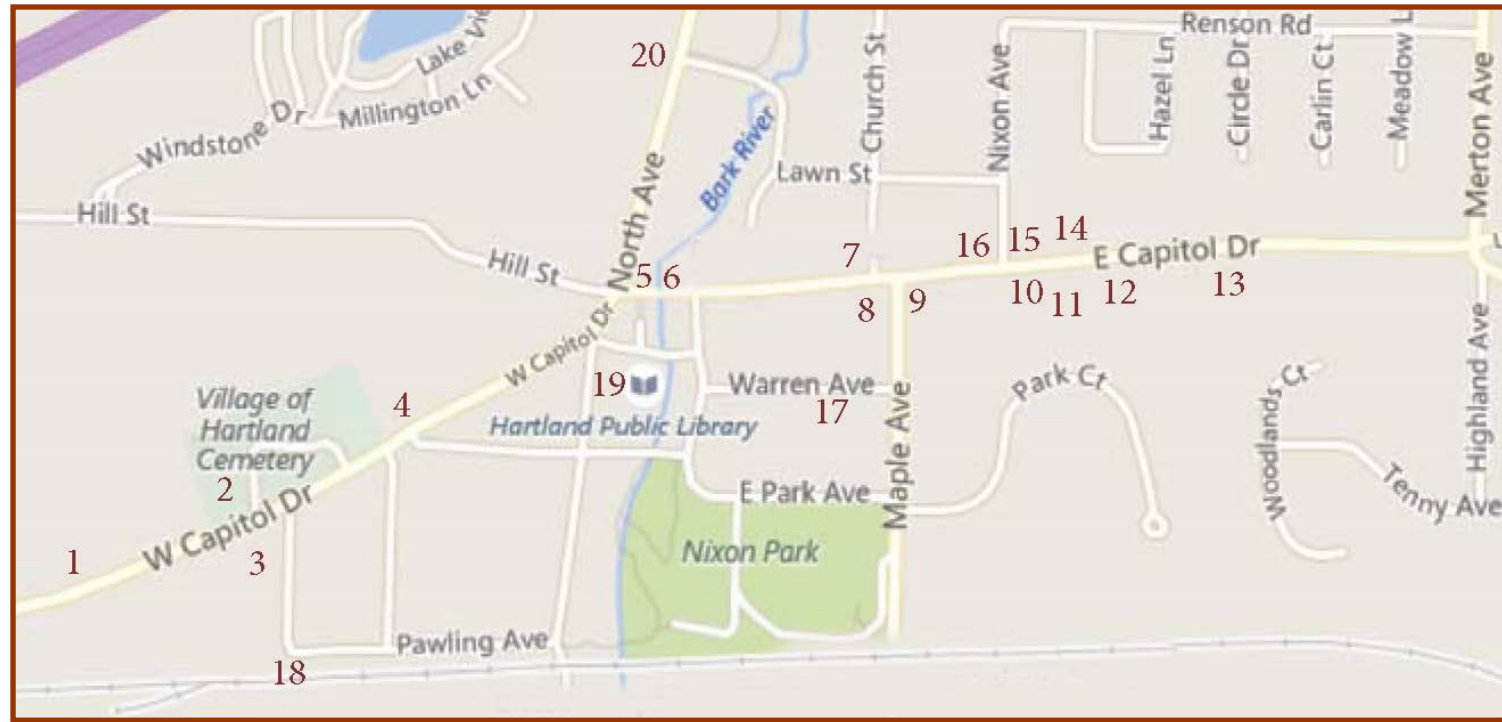 Renson Rd
Lake Vie
20
Church St
Nixon Ave
Hazel Ln
Circle Dr
Carlin Ct
Meadow L
Merton Ave
Millington Ln
Windstone Dr
Bark River
Lawn St
Hill St
North Ave
Hill St
5
6
7
16
15
14
E Capitol Dr
8
9
10
11
12
13
W Capitol Dr
4
19
Warren Ave
17
Park Ct
Village of
Hartland
Cemetery
Hartland Public Library
Maple Ave
Woodlands Ct
Highland Ave
2
E Park Ave
Tenny Ave
1
W Capitol Dr
3
Nixon Park
Pawling Ave
18